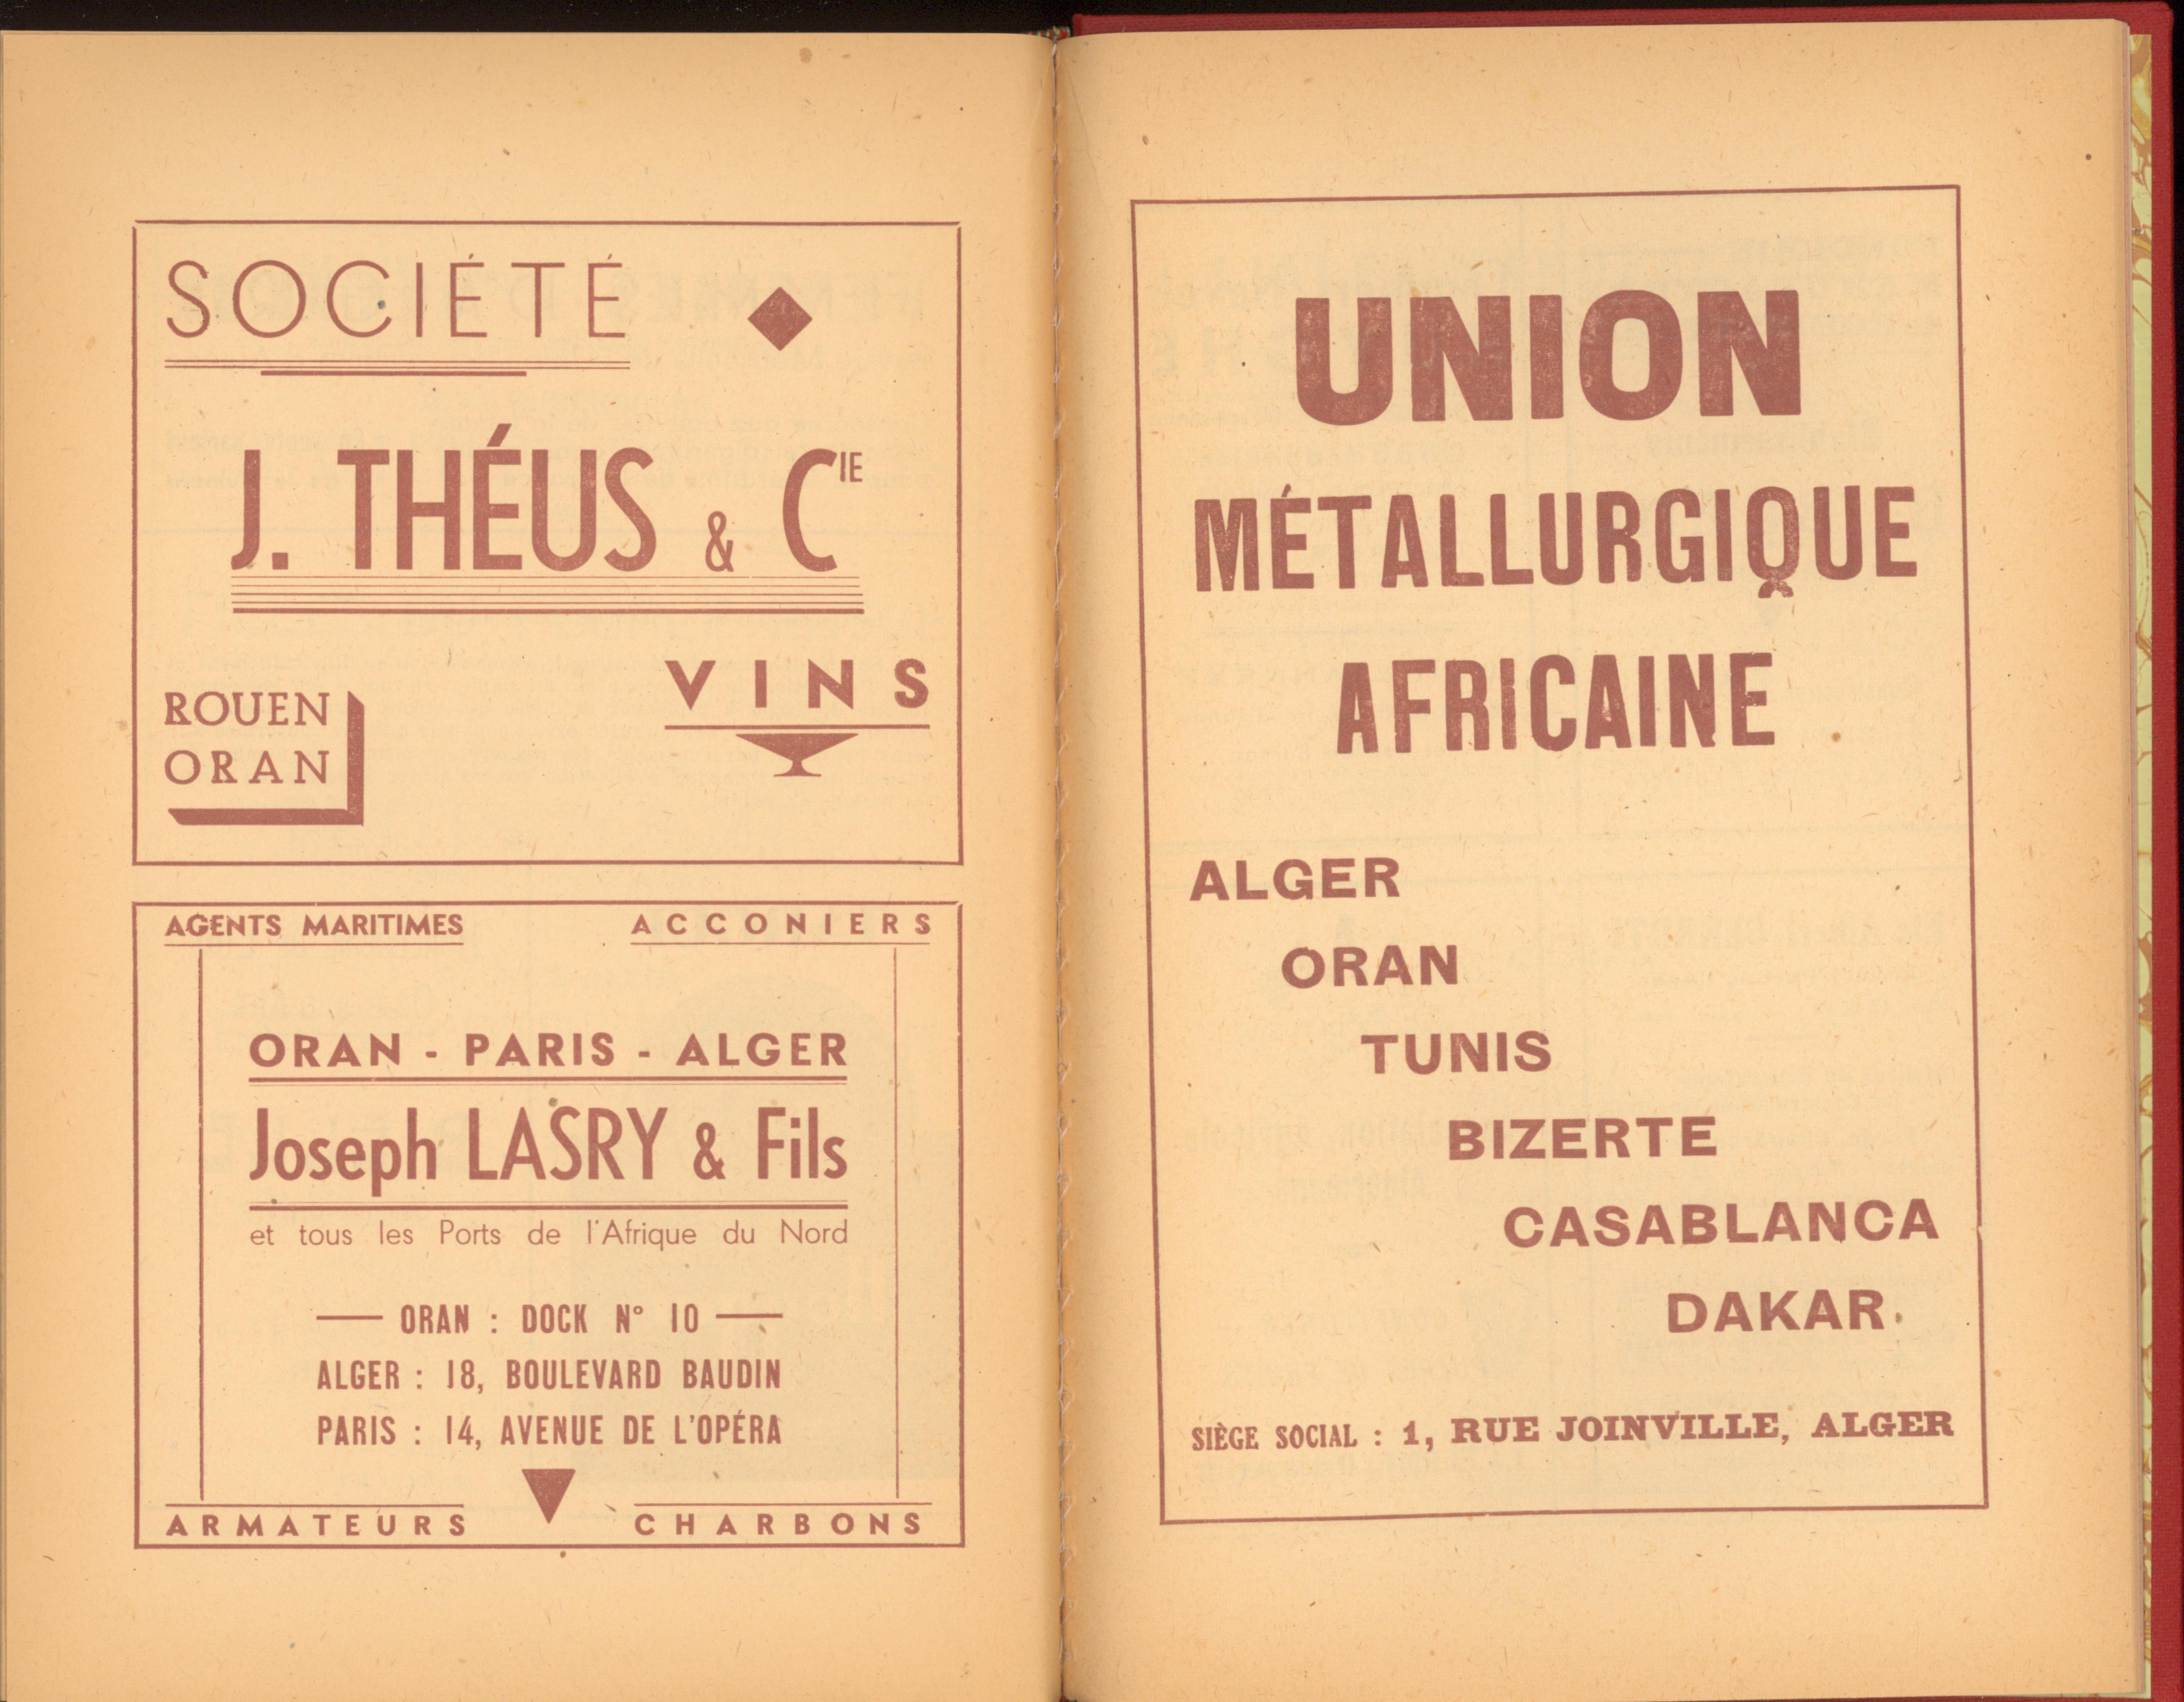 SOCIÉTÉ
J. THÉUS & CIE
VINS
ROUEN
ORAN
AGENTS MARITIMES
ACCONIERS
ORAN - PARIS - ALGER
Joseph LASRY & Fils
et tous les Ports de l'Afrique du Nord
ORAN : DOCK N° 10
ALGER : 18, BOULEVARD BAUDIN
PARIS : 14, AVENUE DE L'OPÉRA
ARMATEURS
CHARBONS
UNION
MÉTALLURGIQUE
AFRICAINE
ALGER
ORAN
TUNIS
BIZERTE
CASABLANCA
DAKAR
SIÈGE SOCIAL : 1, RUE JOINVILLE, ALGER